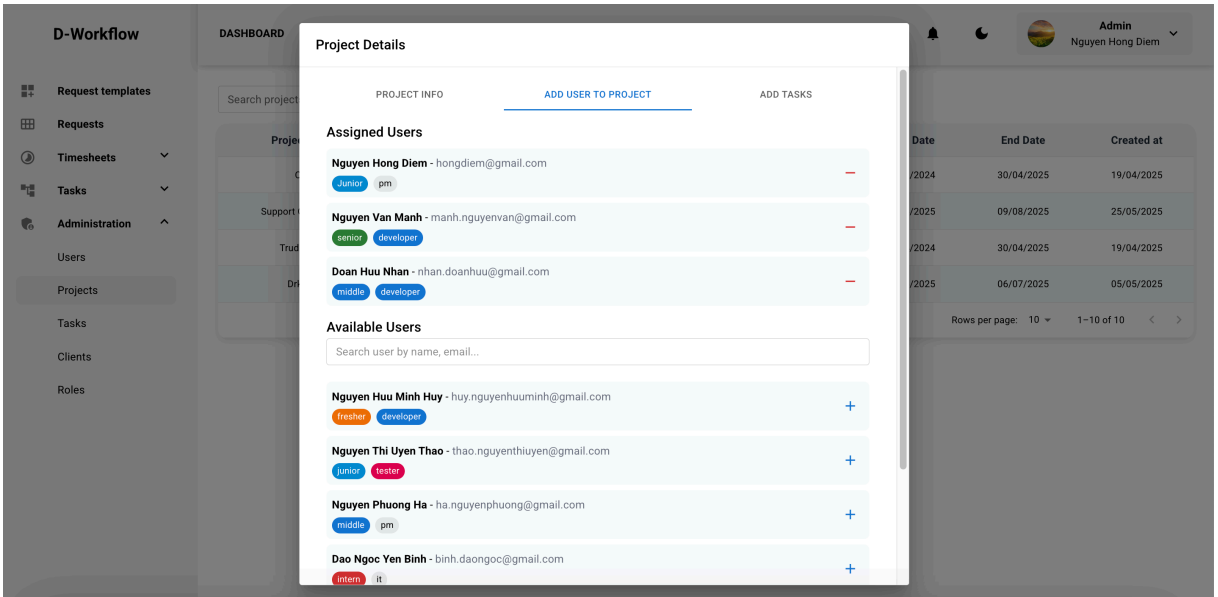 D-Workflow
DASHBOARD
Admin
Nguyen Hong Diem
Request templates
Requests
Timesheets
Tasks
Administration
Users
Projects
Tasks
Clients
Roles
Search project
Proje
Date
End Date
Created at
C
/2024
30/04/2025
19/04/2025
Support
/2025
09/08/2025
25/05/2025
Trud
/2024
30/04/2025
19/04/2025
/2025
06/07/2025
05/05/2025
Rows per page: 10
1–10 of 10
Project Details
PROJECT INFO
ADD USER TO PROJECT
ADD TASKS
Assigned Users
Nguyen Hong Diem - hongdiem@gmail.com
Junior pm
Nguyen Van Manh - manh.nguyenvan@gmail.com
senior developer
Doan Huu Nhan - nhan.doanhuu@gmail.com
middle developer
Available Users
Search user by name, email...
Nguyen Huu Minh Huy - huy.nguyenhuuminh@gmail.com
fresher developer
Nguyen Thi Uyen Thao - thao.nguyenthiuyen@gmail.com
junior tester
Nguyen Phuong Ha - ha.nguyenphuong@gmail.com
middle pm
Dao Ngoc Yen Binh - binh.daongoc@gmail.com
intern it